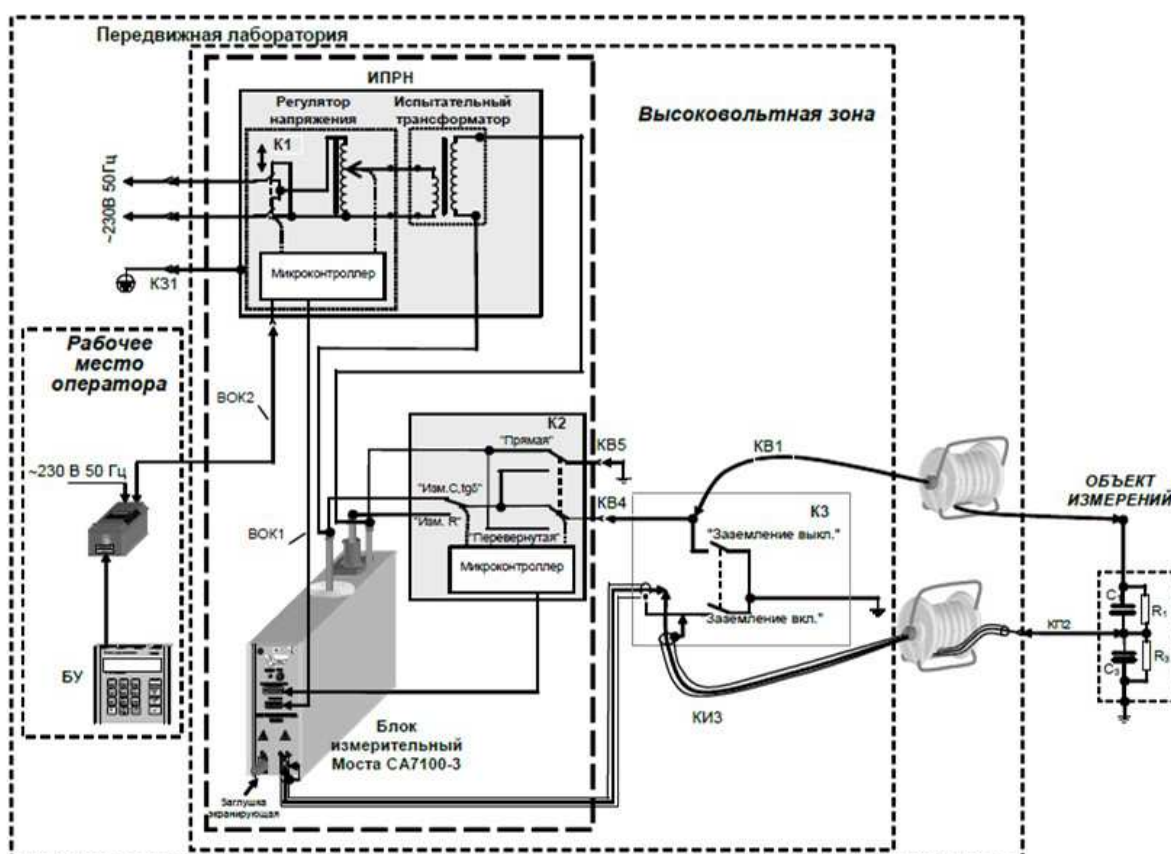 Передвижная лаборатория
ИПРН
Регулятор
напряжения
Испытательный
трансформатор
Высоковольтная зона
К1
~230В 50Гц
Микроконтроллер
КЗ1
Рабочее
место
оператора
ВОК2
~230 В 50 Гц
БУ
К2
"Прямая"
КВ5
КВ1
"Изм.С,tgδ"
КВ4
"Изм. R"
"Перевернутая"
ВОК1
Микроконтроллер
К3
"Заземление выкл."
"Заземление вкл."
ОБЪЕКТ
ИЗМЕРЕНИЙ
R₁
КП2
R₃
C₃
КИЗ
Блок
измерительный
Моста СА7100-3
Заглушка
экранирующая